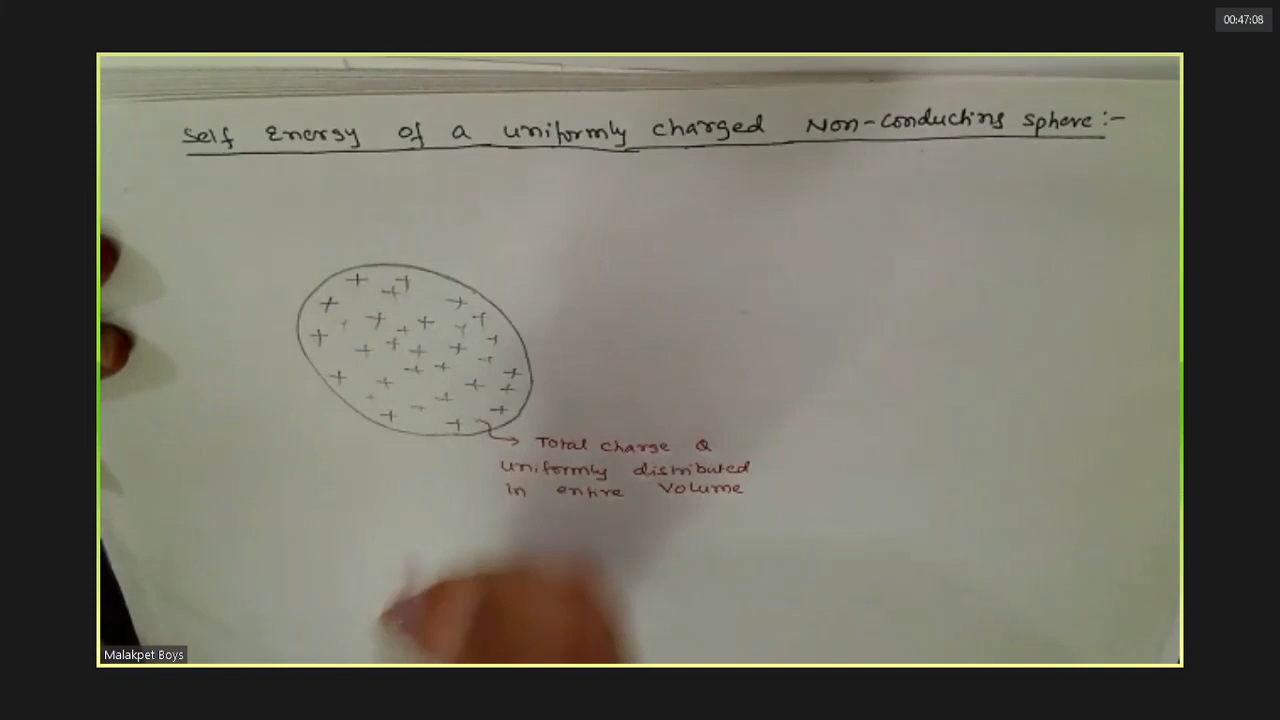 00:47:08
Self Energy of a uniformly charged Non-Conducting sphere:-
Total charge Q
uniformly distributed
in entire Volume
Malakpet Boys